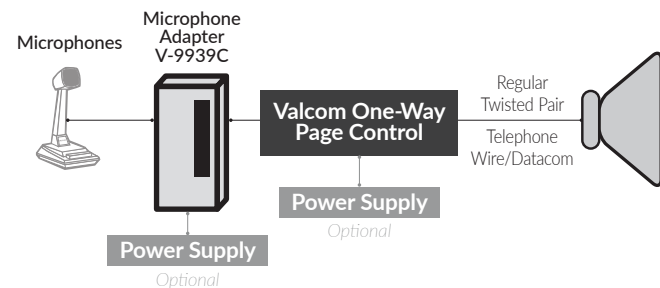 Microphones
Microphone
Adapter
V-9939C
Valcom One-Way
Page Control
Regular
Twisted Pair
Telephone
Wire/Datacom
Power Supply
Optional
Power Supply
Optional